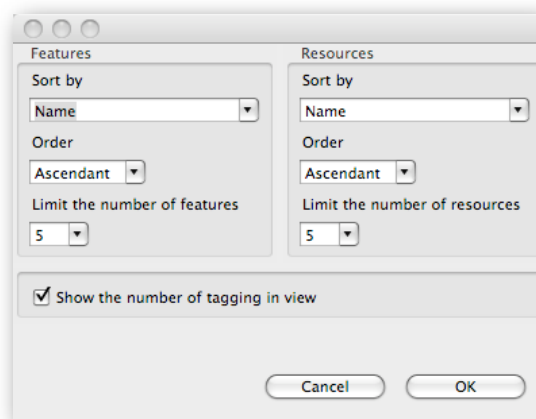 Features
Sort by
Name
Order
Ascendant
Limit the number of features
5
Resources
Sort by
Name
Order
Ascendant
Limit the number of resources
5
Show the number of tagging in view
Cancel
OK